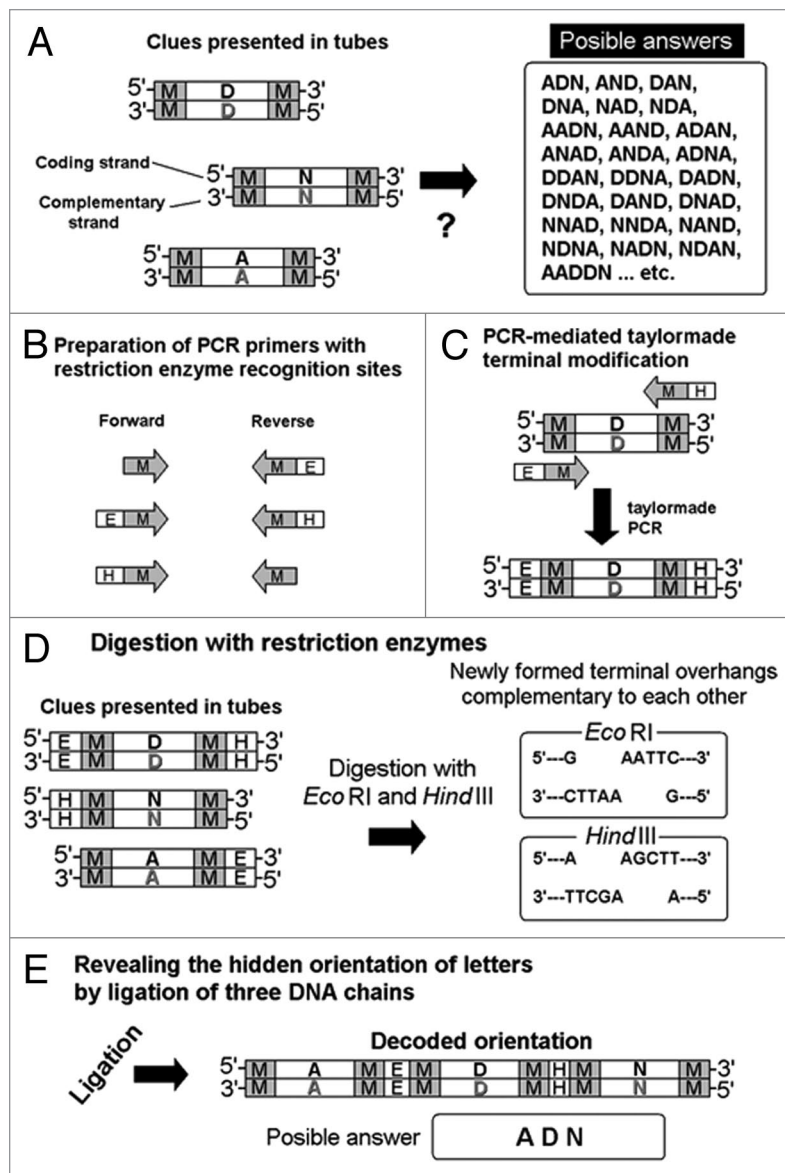 A
Clues presented in tubes
5'- M D M -3'
3'- M D M -5'
Coding strand
5'- M N M -3'
Complementary
strand
3'- M N M -5'
5'- M A M -3'
3'- M A M -5'
?
Posible answers
ADN, AND, DAN,
DNA, NAD, NDA,
AADN, AAND, ADAN,
ANAD, ANDA, ADNA,
DDAN, DDNA, DADN,
DNDA, DAND, DNAD,
NNAD, NNDA, NAND,
NDNA, NADN, NDAN,
AADDN ... etc.
B
Preparation of PCR primers with
restriction enzyme recognition sites
Forward Reverse
M M E
E M M H
H M M
C
PCR-mediated taylormade
terminal modification
M H
5'- M D M -3'
3'- M D M -5'
E M
taylormade
PCR
5'- E M D M H -3'
3'- E M D M H -5'
D
Digestion with restriction enzymes
Clues presented in tubes
5'- E M D M H -3'
3'- E M D M H -5'
5'- H M N M -3'
3'- H M N M -5'
5'- M A M E -3'
3'- M A M E -5'
Digestion with
EcoRI and HindIII
Newly formed terminal overhangs
complementary to each other
EcoRI
5'---G AATTC---3'
3'---CTTAA G---5'
HindIII
5'---A AGCTT---3'
3'---TTCGA A---5'
E
Revealing the hidden orientation of letters
by ligation of three DNA chains
Ligation
Decoded orientation
5'- M A M E M D M H M N M -3'
3'- M A M E M D M H M N M -5'
Posible answer
A D N